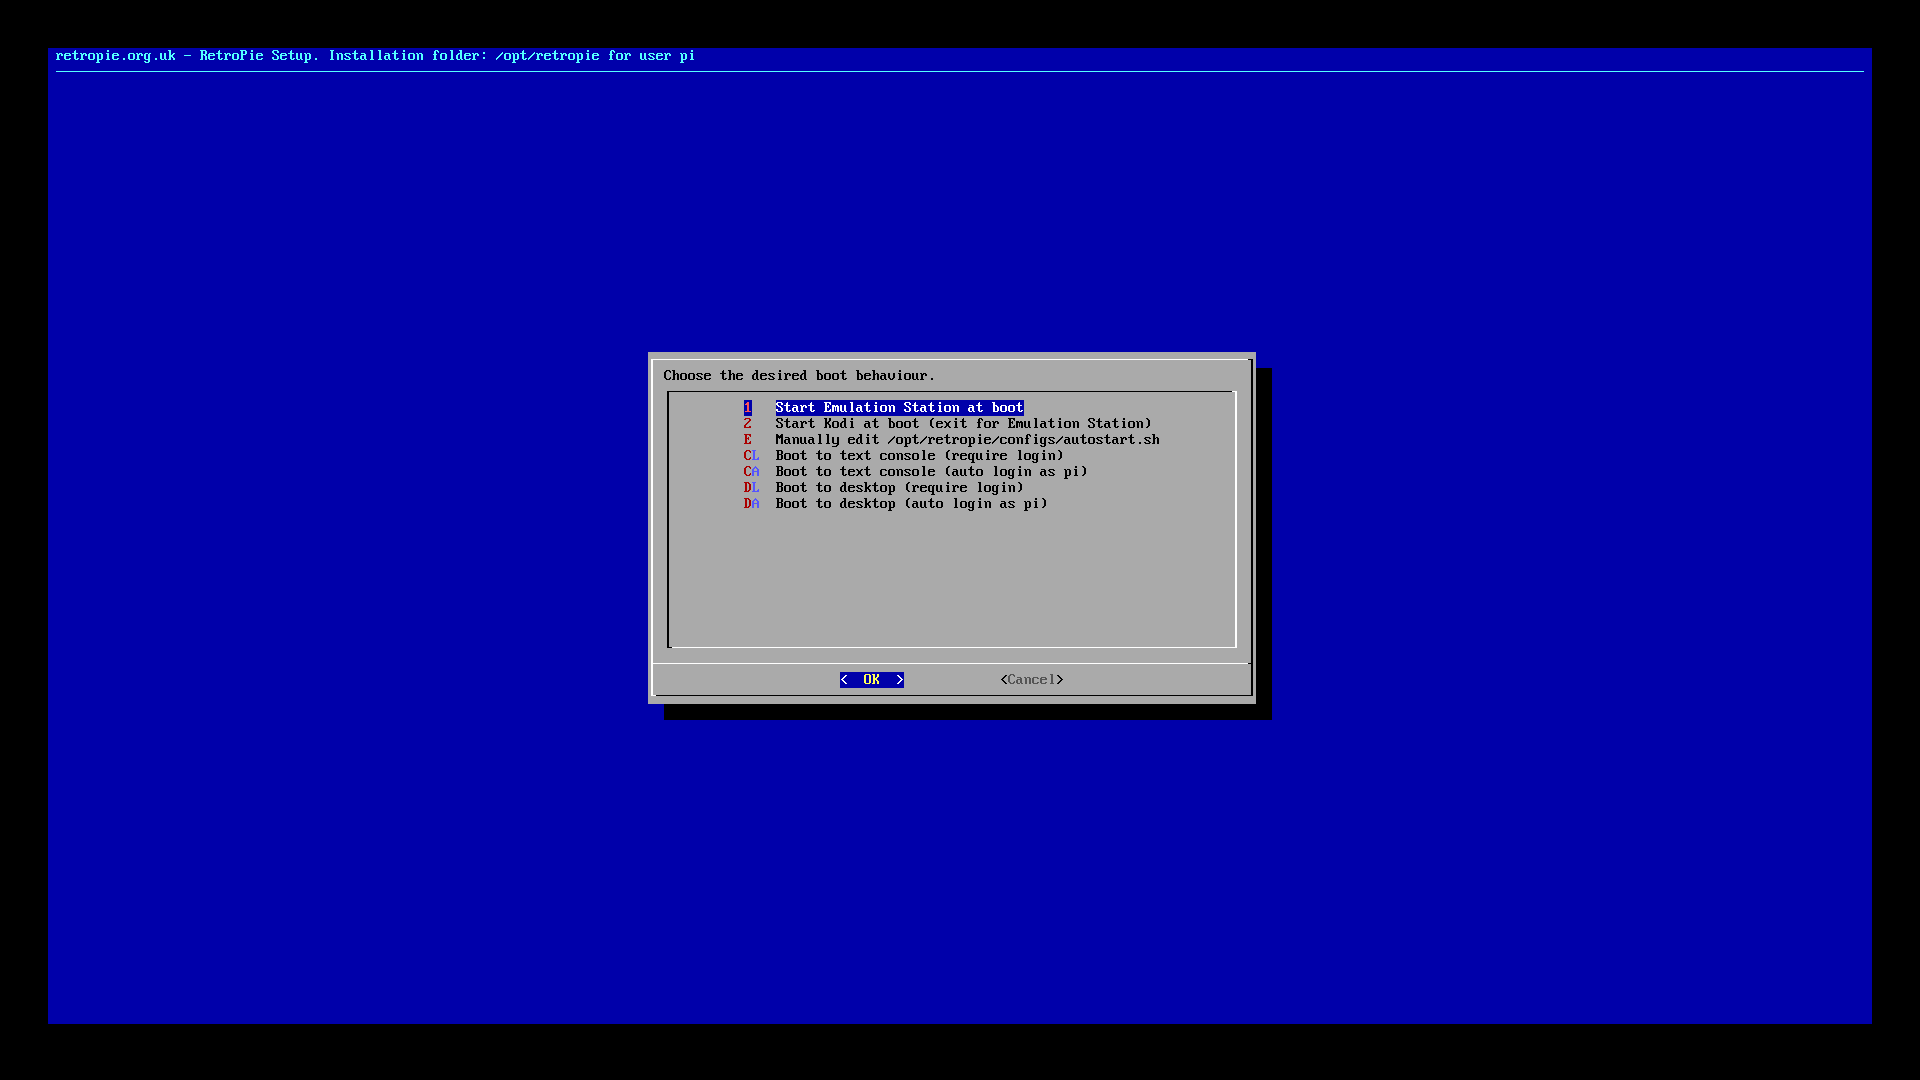 retropie.org.uk - RetroPie Setup. Installation folder: /opt/retropie for user pi
Choose the desired boot behaviour.
1 Start Emulation Station at boot
2 Start Kodi at boot (exit for Emulation Station)
E Manually edit /opt/retropie/configs/autostart.sh
CL Boot to text console (require login)
CA Boot to text console (auto login as pi)
DL Boot to desktop (require login)
DA Boot to desktop (auto login as pi)
< OK > <Cancel>